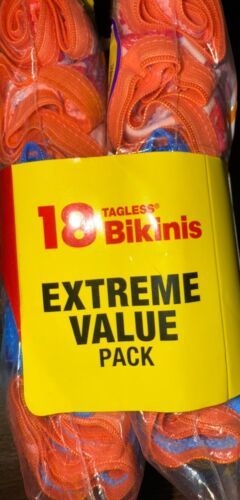 18 TAGLESS®
Bikinis
EXTREME
VALUE
PACK